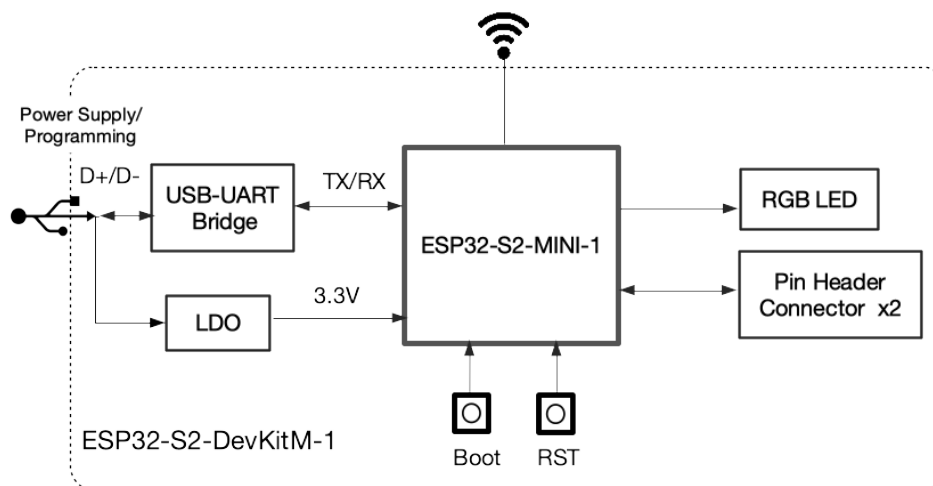 Power Supply/
Programming
D+/D-
USB-UART
Bridge
TX/RX
ESP32-S2-MINI-1
RGB LED
Pin Header
Connector x2
LDO
3.3V
Boot
RST
ESP32-S2-DevKitM-1